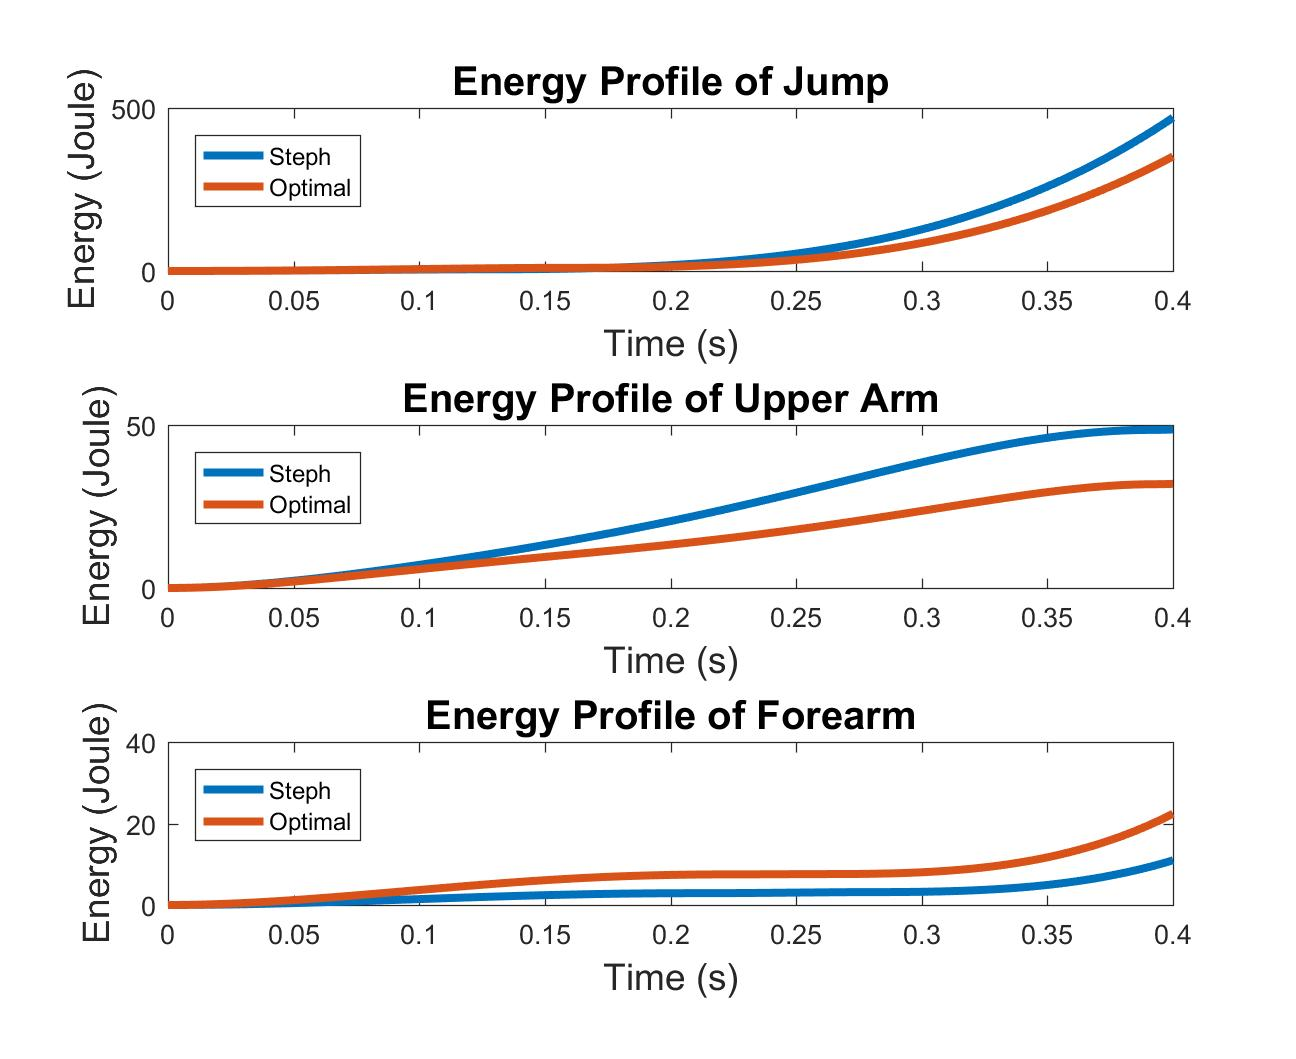 Energy Profile of Jump
Energy (Joule)
500
0
Steph
Optimal
0 0.05 0.1 0.15 0.2 0.25 0.3 0.35 0.4
Time (s)
Energy Profile of Upper Arm
Energy (Joule)
50
0
Steph
Optimal
0 0.05 0.1 0.15 0.2 0.25 0.3 0.35 0.4
Time (s)
Energy Profile of Forearm
Energy (Joule)
40
20
0
Steph
Optimal
0 0.05 0.1 0.15 0.2 0.25 0.3 0.35 0.4
Time (s)